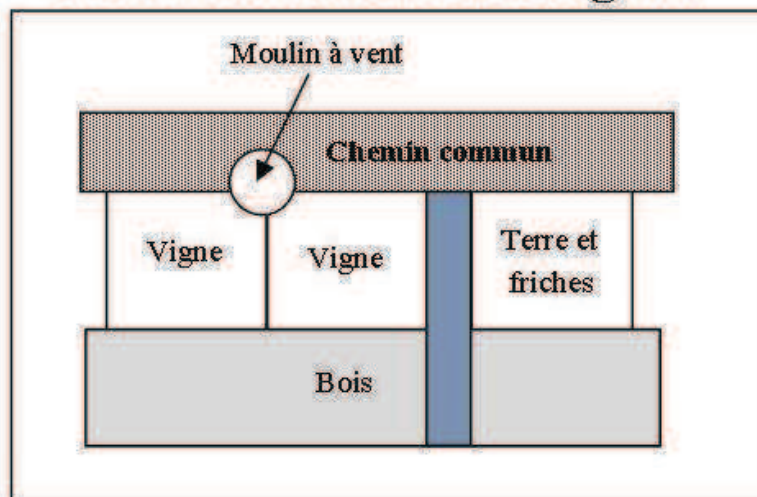 Moulin à vent
Chemin commun
Vigne
Vigne
Terre et
friches
Bois